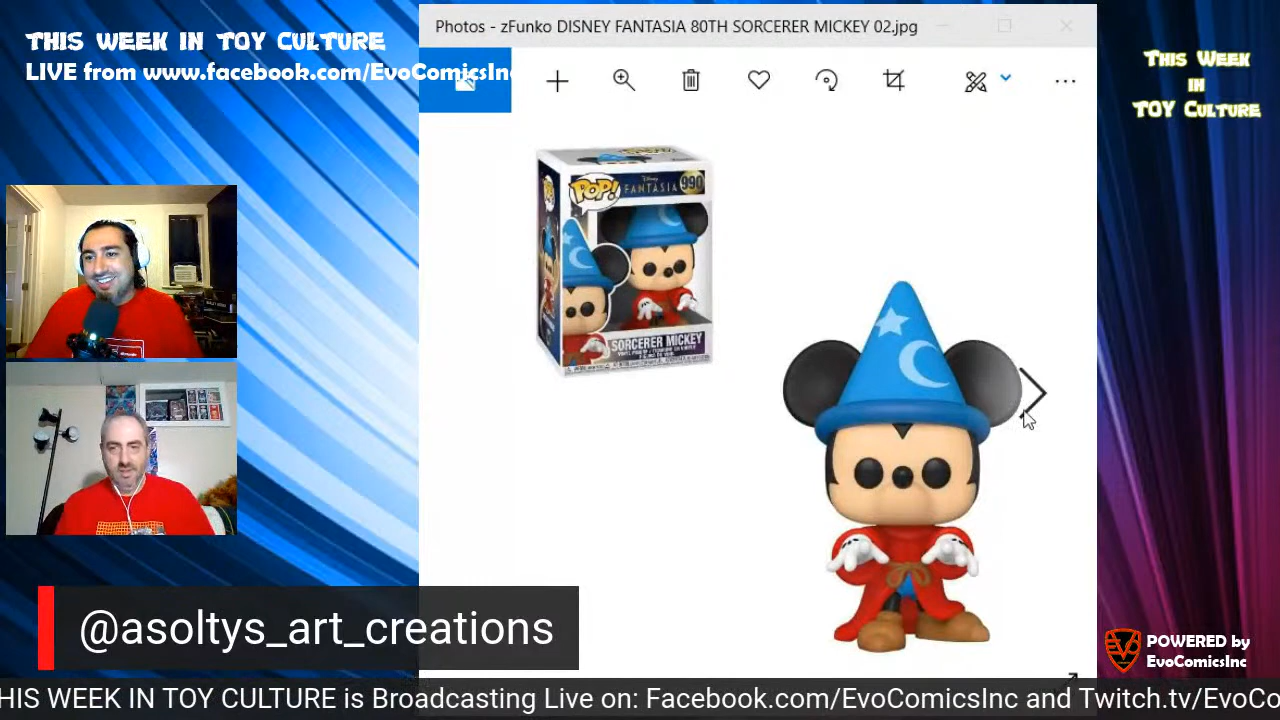 THIS WEEK IN TOY CULTURE
LIVE from www.facebook.com/EvoComicsInc
Photos - zFunko DISNEY FANTASIA 80TH SORCERER MICKEY 02.jpg
This Week
in
TOY Culture
POP!
Disney
FANTASIA
990
SORCERER MICKEY
@asoltys_art_creations
POWERED by
EvoComicsInc
HIS WEEK IN TOY CULTURE is Broadcasting Live on: Facebook.com/EvoComicsInc and Twitch.tv/EvoCo